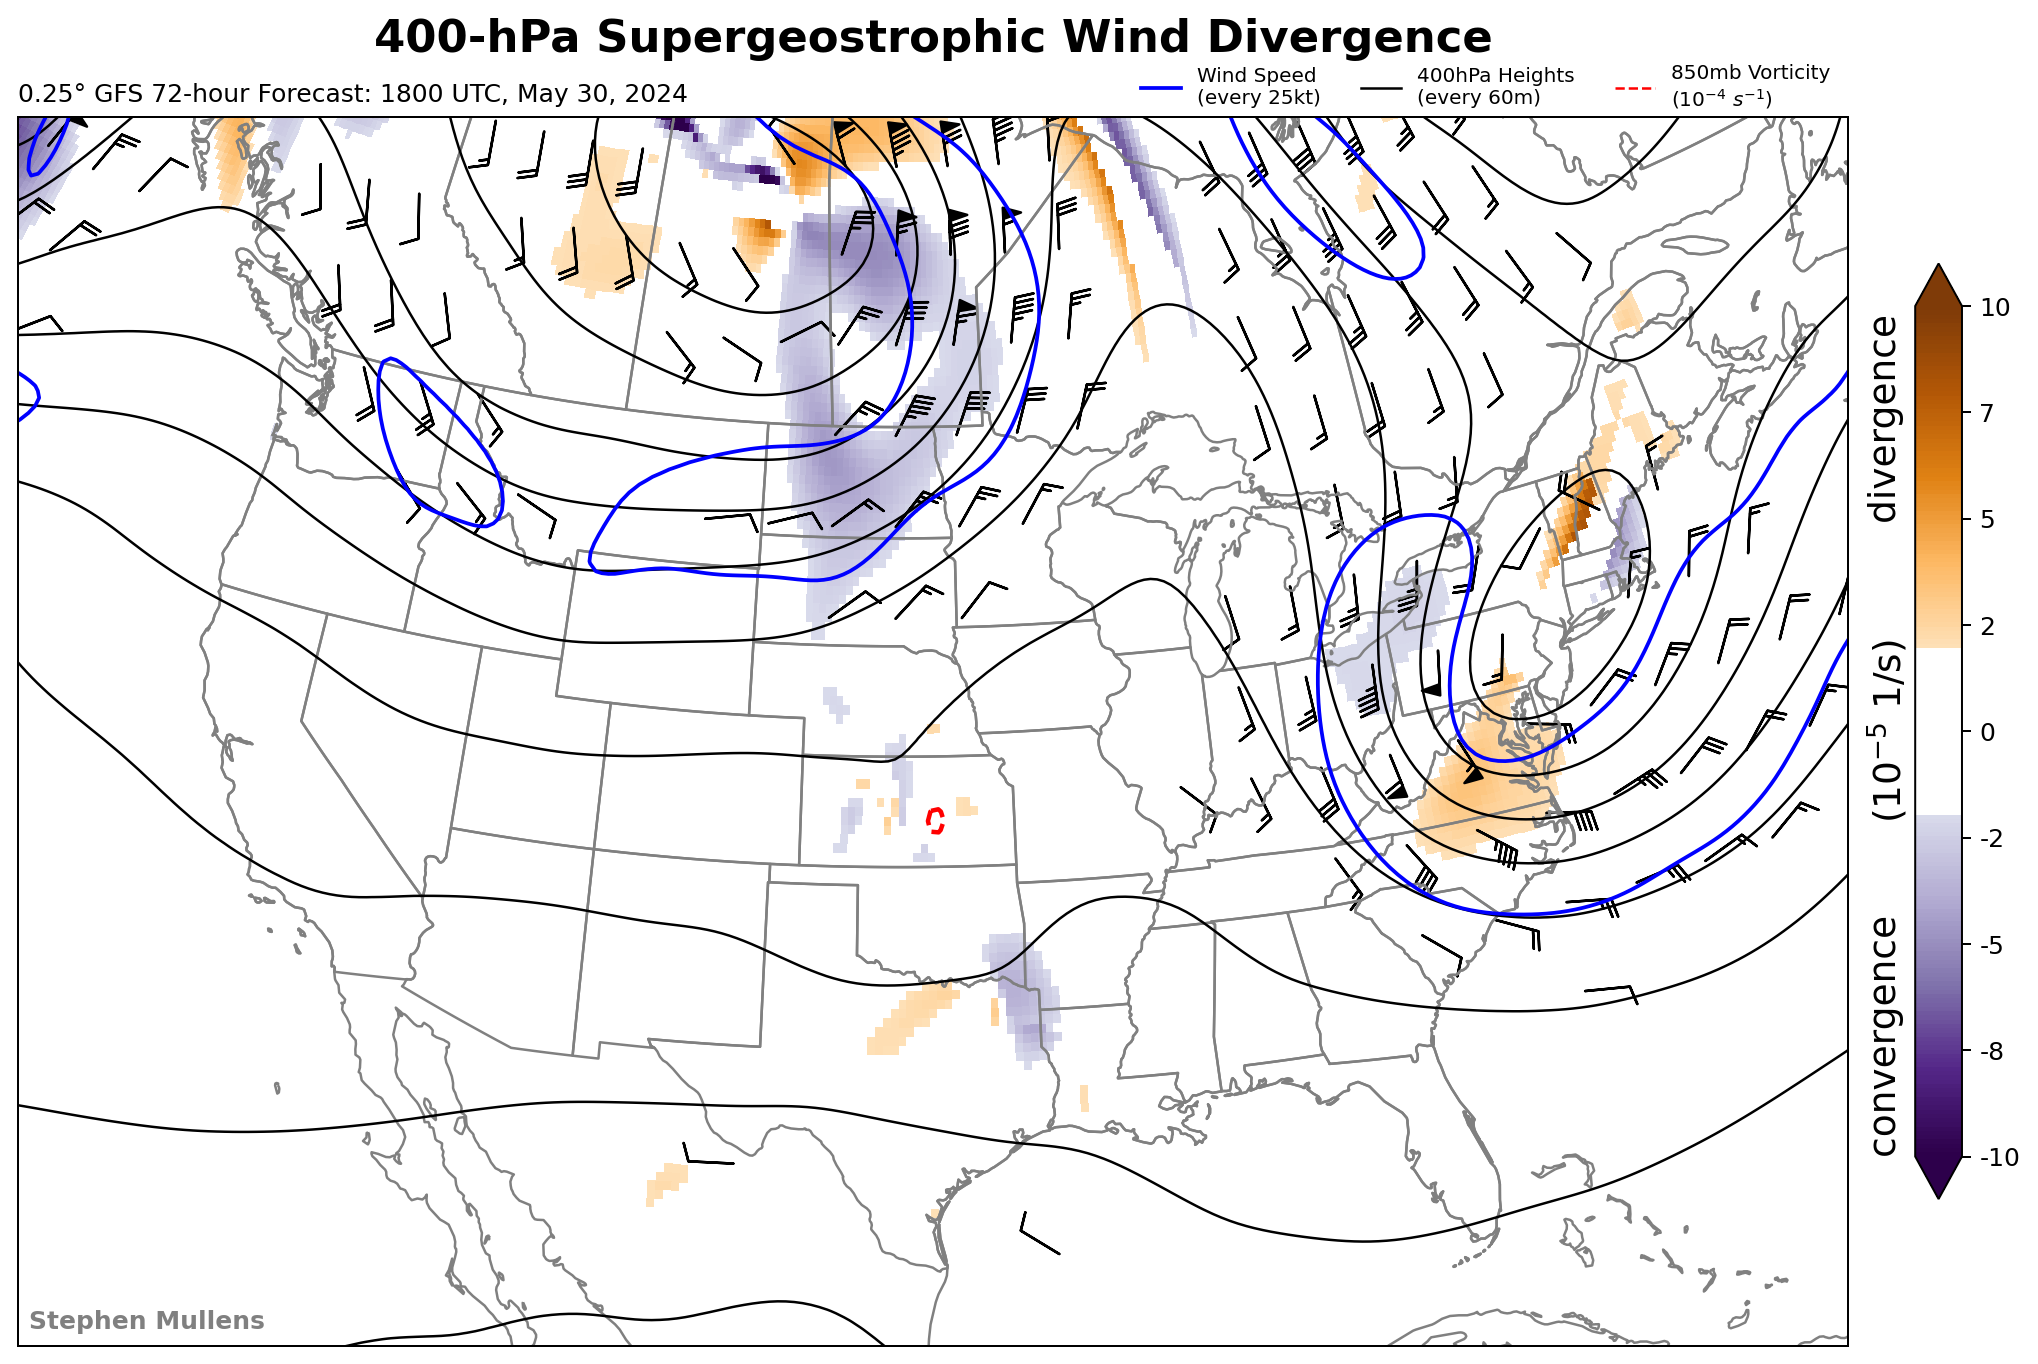 400-hPa Supergeostrophic Wind Divergence
0.25° GFS 72-hour Forecast: 1800 UTC, May 30, 2024
Wind Speed
(every 25kt)
400hPa Heights
(every 60m)
850mb Vorticity
(10⁻⁴ s⁻¹)
10
7
5
2
0
-2
-5
-8
-10
convergence (10⁻⁵ 1/s) divergence
Stephen Mullens